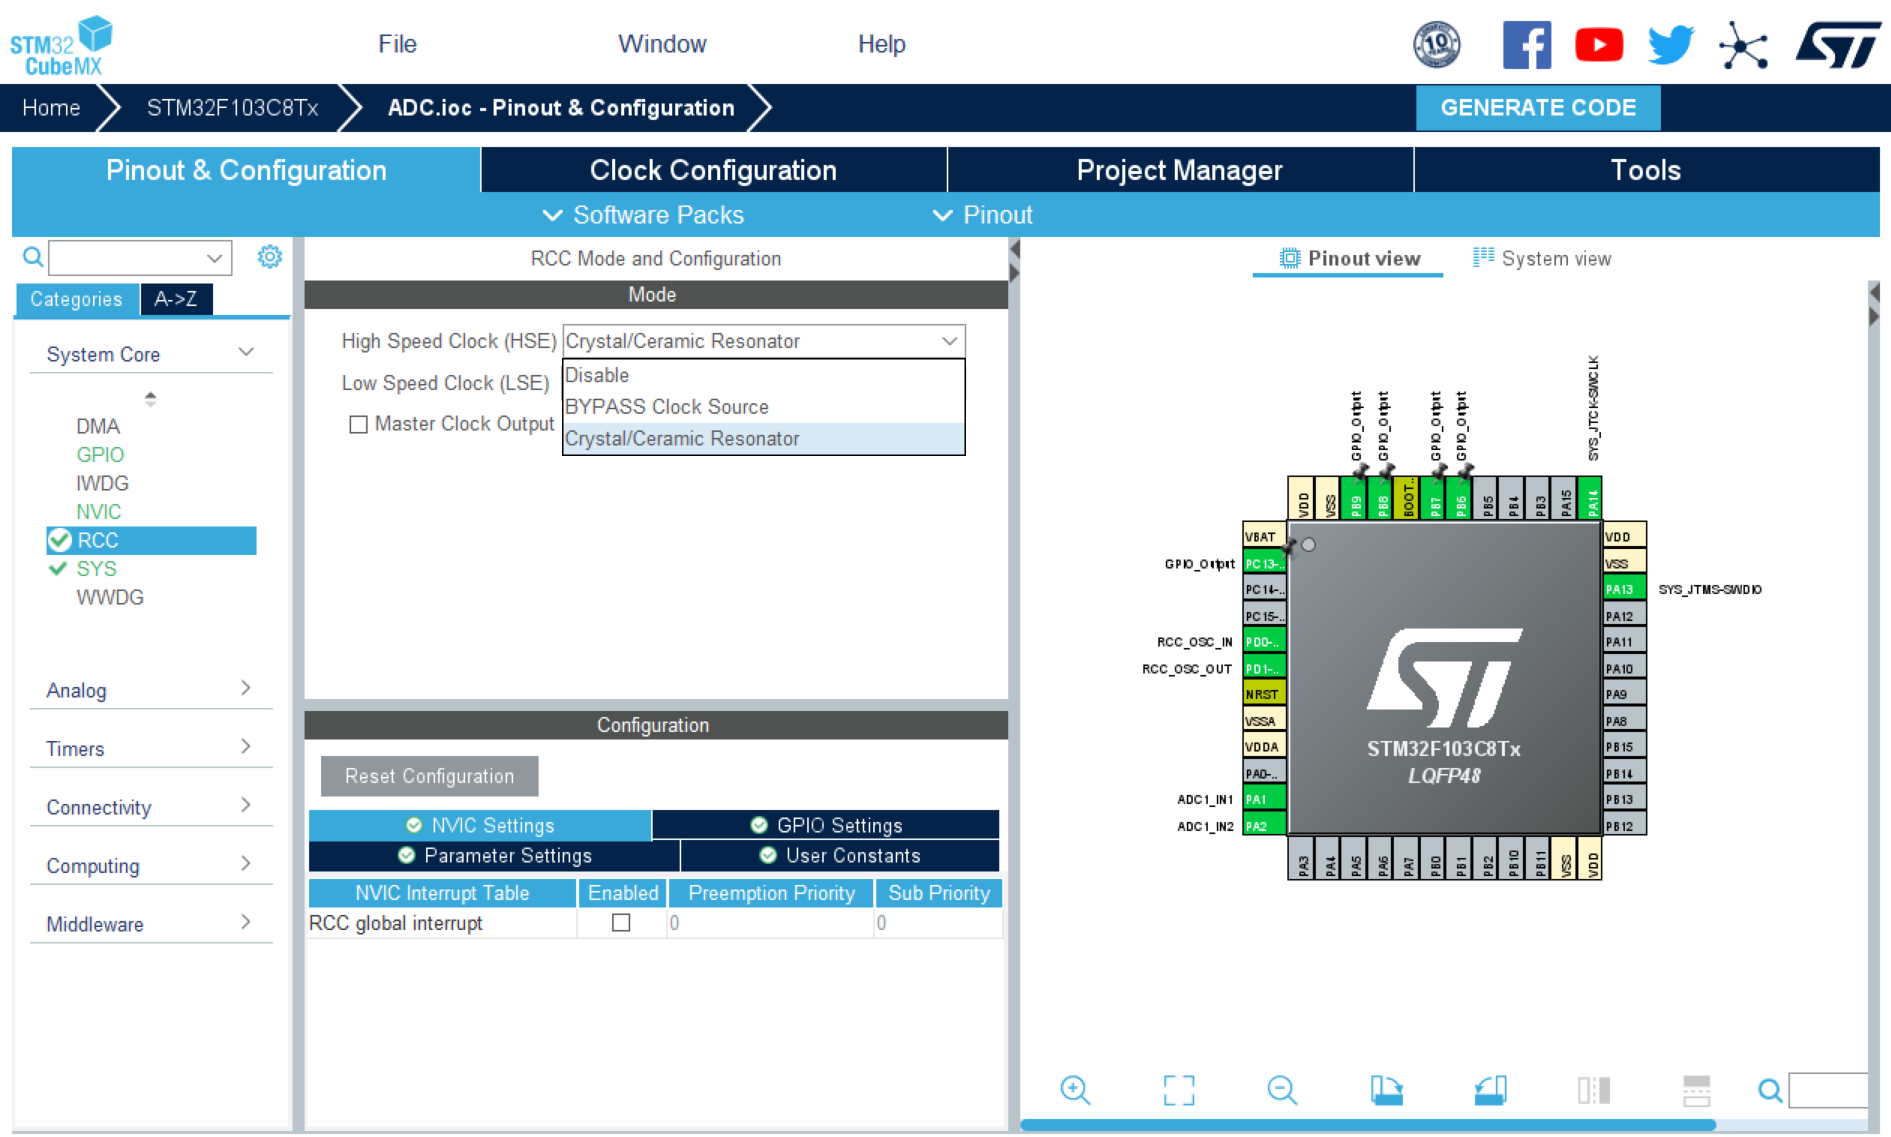 STM32
CubeMX
File
Window
Help
10
Home
STM32F103C8Tx
ADC.ioc - Pinout & Configuration
GENERATE CODE
Pinout & Configuration
Clock Configuration
Project Manager
Tools
Software Packs
Pinout
Categories
A->Z
System Core
DMA
GPIO
IWDG
NVIC
RCC
SYS
WWDG
Analog
Timers
Connectivity
Computing
Middleware
RCC Mode and Configuration
Mode
High Speed Clock (HSE)
Crystal/Ceramic Resonator
Low Speed Clock (LSE)
Disable
BYPASS Clock Source
Crystal/Ceramic Resonator
Master Clock Output
Configuration
Reset Configuration
NVIC Settings
GPIO Settings
Parameter Settings
User Constants
NVIC Interrupt Table
Enabled
Preemption Priority
Sub Priority
RCC global interrupt
0
0
Pinout view
System view
GPIO_Output
GPIO_Output
GPIO_Output
GPIO_Output
SYS_JTCK-SWCLK
VDD
VSS
PB9
PB8
BOOT..
PB7
PB6
PB5
PB4
PB3
PA15
PA14
VBAT
GPIO_Output
PC13-..
PC14-..
PC15-..
RCC_OSC_IN
PD0-..
RCC_OSC_OUT
PD1-..
NRST
VSSA
VDDA
PA0-..
ADC1_IN1
PA1
ADC1_IN2
PA2
STM32F103C8Tx
LQFP48
VDD
VSS
PA13
SYS_JTMS-SWDIO
PA12
PA11
PA10
PA9
PA8
PB15
PB14
PB13
PB12
PA3
PA4
PA5
PA6
PA7
PB0
PB1
PB2
PB10
PB11
VSS
VDD